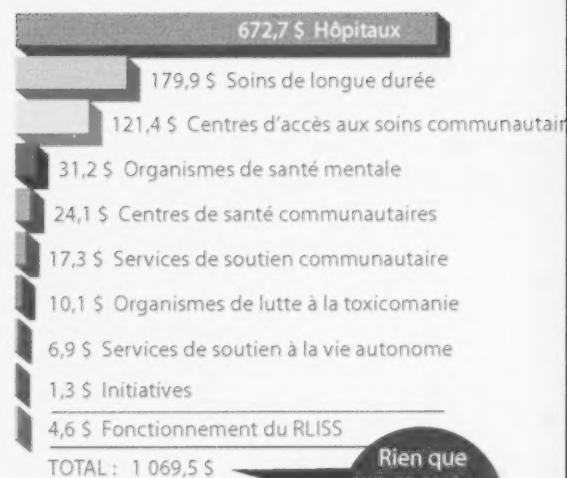 672,7 $ Hôpitaux
179,9 $ Soins de longue durée
121,4 $ Centres d'accès aux soins communautair
31,2 $ Organismes de santé mentale
24,1 $ Centres de santé communautaires
17,3 $ Services de soutien communautaire
10,1 $ Organismes de lutte à la toxicomanie
6,9 $ Services de soutien à la vie autonome
1,3 $ Initiatives
4,6 $ Fonctionnement du RLISS
TOTAL : 1 069,5 $
Rien que